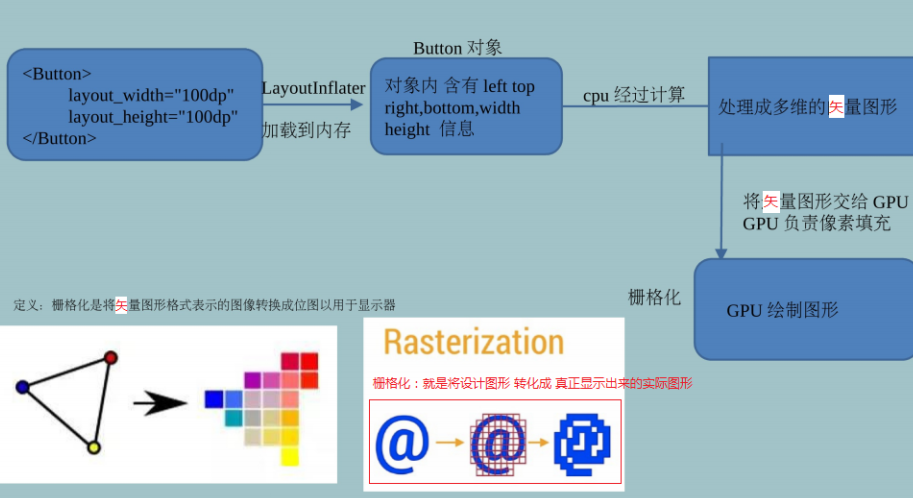 Button 对象
<Button>
layout_width="100dp"
layout_height="100dp"
</Button>
LayoutInflater
加载到内存
对象内 含有 left top
right,bottom,width
height 信息
cpu 经过计算
处理成多维的矢量图形
将矢量图形交给 GPU
GPU 负责像素填充
栅格化
GPU 绘制图形
定义：栅格化是将矢量图形格式表示的图像转换成位图以用于显示器
Rasterization
栅格化：就是将设计图形 转化成 真正显示出来的实际图形
@ @ @